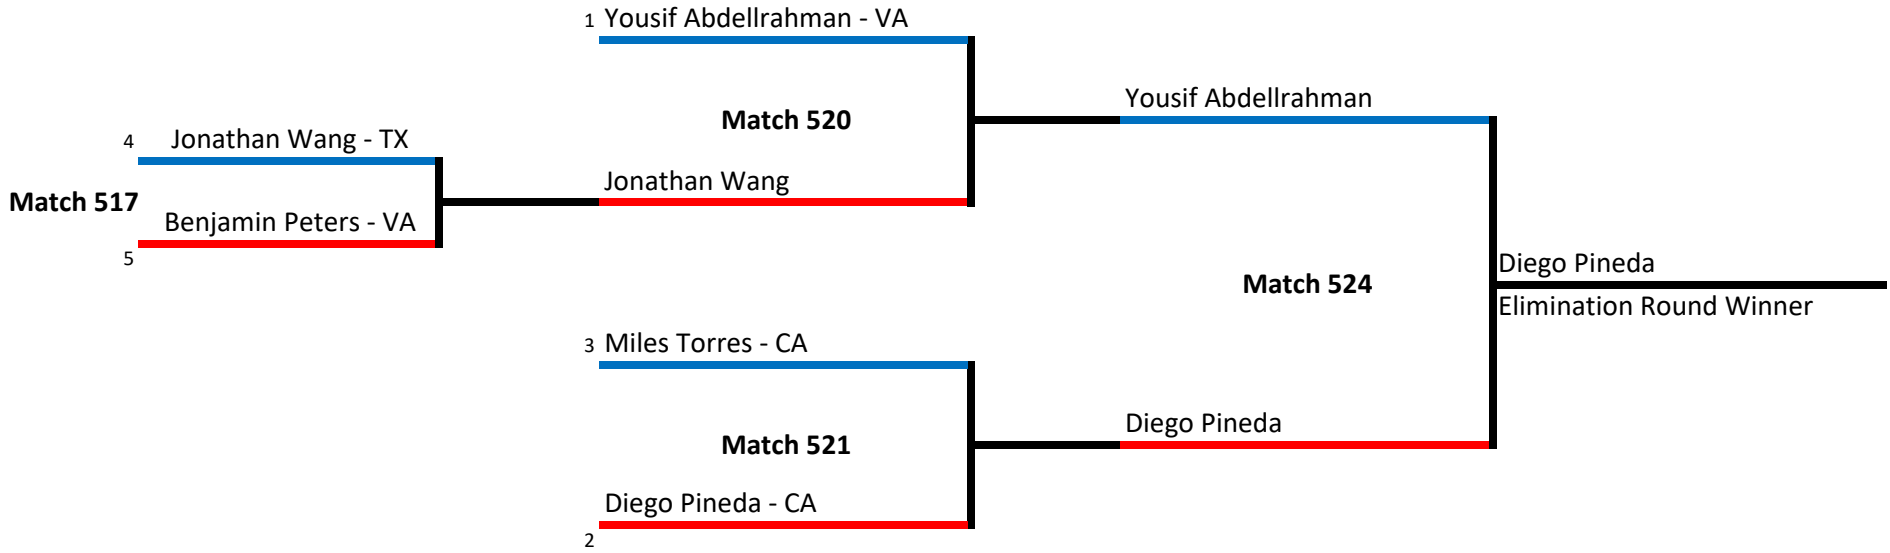 1 Yousif Abdellrahman - VA
Yousif Abdellrahman
Match 520
4 Jonathan Wang - TX
Jonathan Wang
Match 517
Benjamin Peters - VA
5
Diego Pineda
Match 524
Elimination Round Winner
3 Miles Torres - CA
Diego Pineda
Match 521
Diego Pineda - CA
2